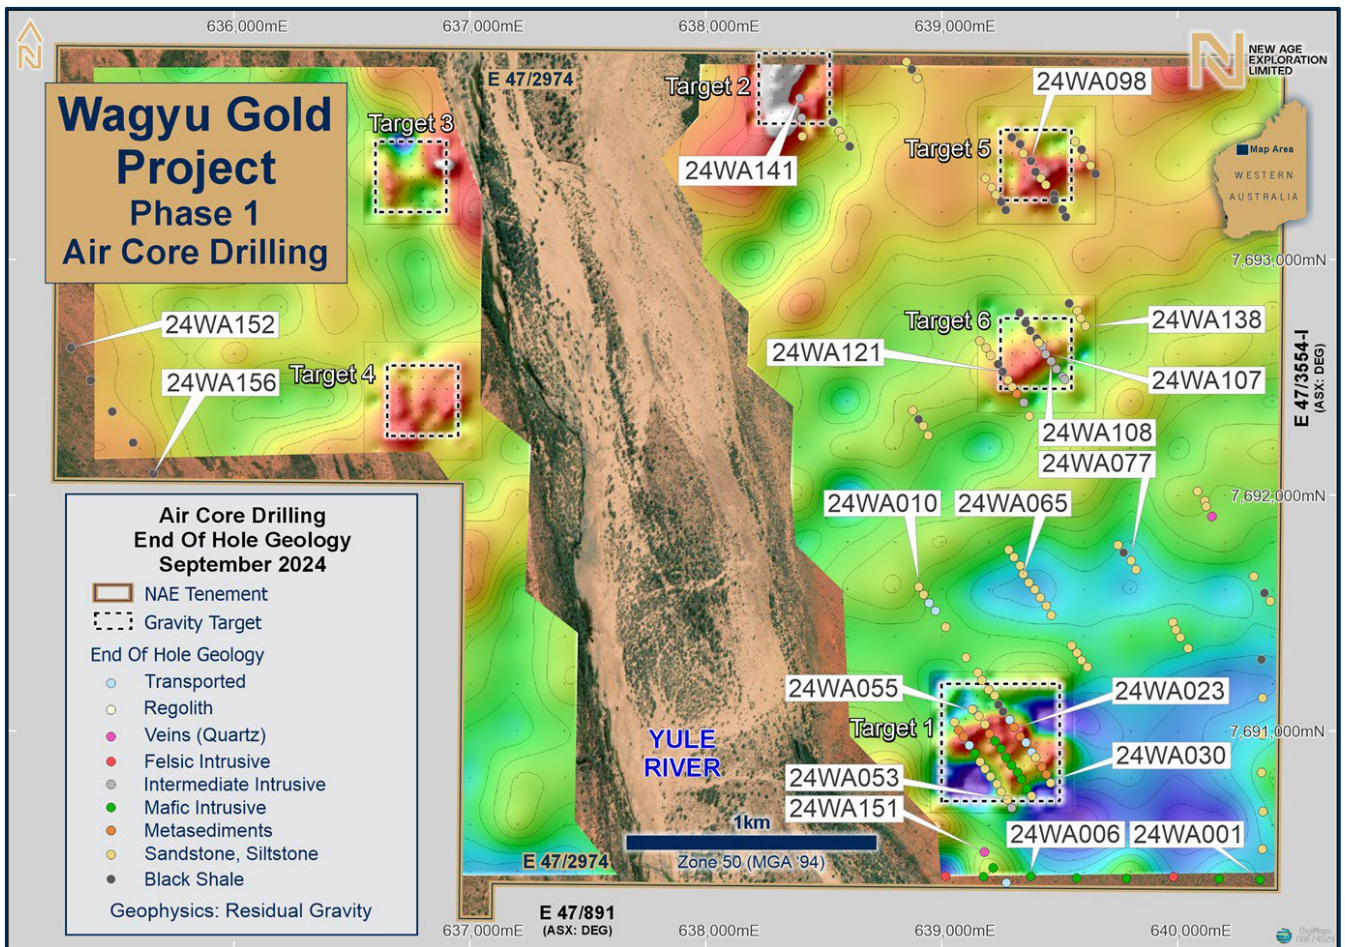 636,000mE
637,000mE
638,000mE
639,000mE
N
E 47/2974
NEW AGE
EXPLORATION
LIMITED
Wagyu Gold
Project
Phase 1
Air Core Drilling
Target 3
Target 2
24WA098
Target 5
24WA141
Map Area
WESTERN
AUSTRALIA
7,693,000mN
24WA152
24WA156
Target 4
Target 6
24WA138
24WA121
24WA107
24WA108
24WA077
E 47/3554-I
(ASX: DEG)
24WA010
24WA065
7,692,000mN
Air Core Drilling
End Of Hole Geology
September 2024
NAE Tenement
Gravity Target
End Of Hole Geology
Transported
Regolith
Veins (Quartz)
Felsic Intrusive
Intermediate Intrusive
Mafic Intrusive
Metasediments
Sandstone, Siltstone
Black Shale
Geophysics: Residual Gravity
24WA055
24WA023
Target 1
7,691,000mN
YULE
RIVER
24WA053
24WA030
24WA151
1km
24WA006
24WA001
Zone 50 (MGA '94)
E 47/2974
E 47/891
(ASX: DEG)
637,000mE
638,000mE
639,000mE
640,000mE
DigiMaps